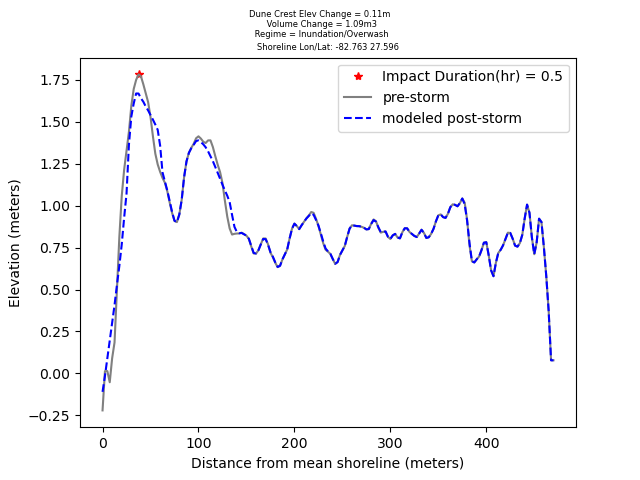 Dune Crest Elev Change = 0.11m
Volume Change = 1.09m3
Regime = Inundation/Overwash
Shoreline Lon/Lat: -82.763 27.596
Impact Duration(hr) = 0.5
pre-storm
modeled post-storm
Elevation (meters)
1.75
1.50
1.25
1.00
0.75
0.50
0.25
0.00
−0.25
0 100 200 300 400
Distance from mean shoreline (meters)